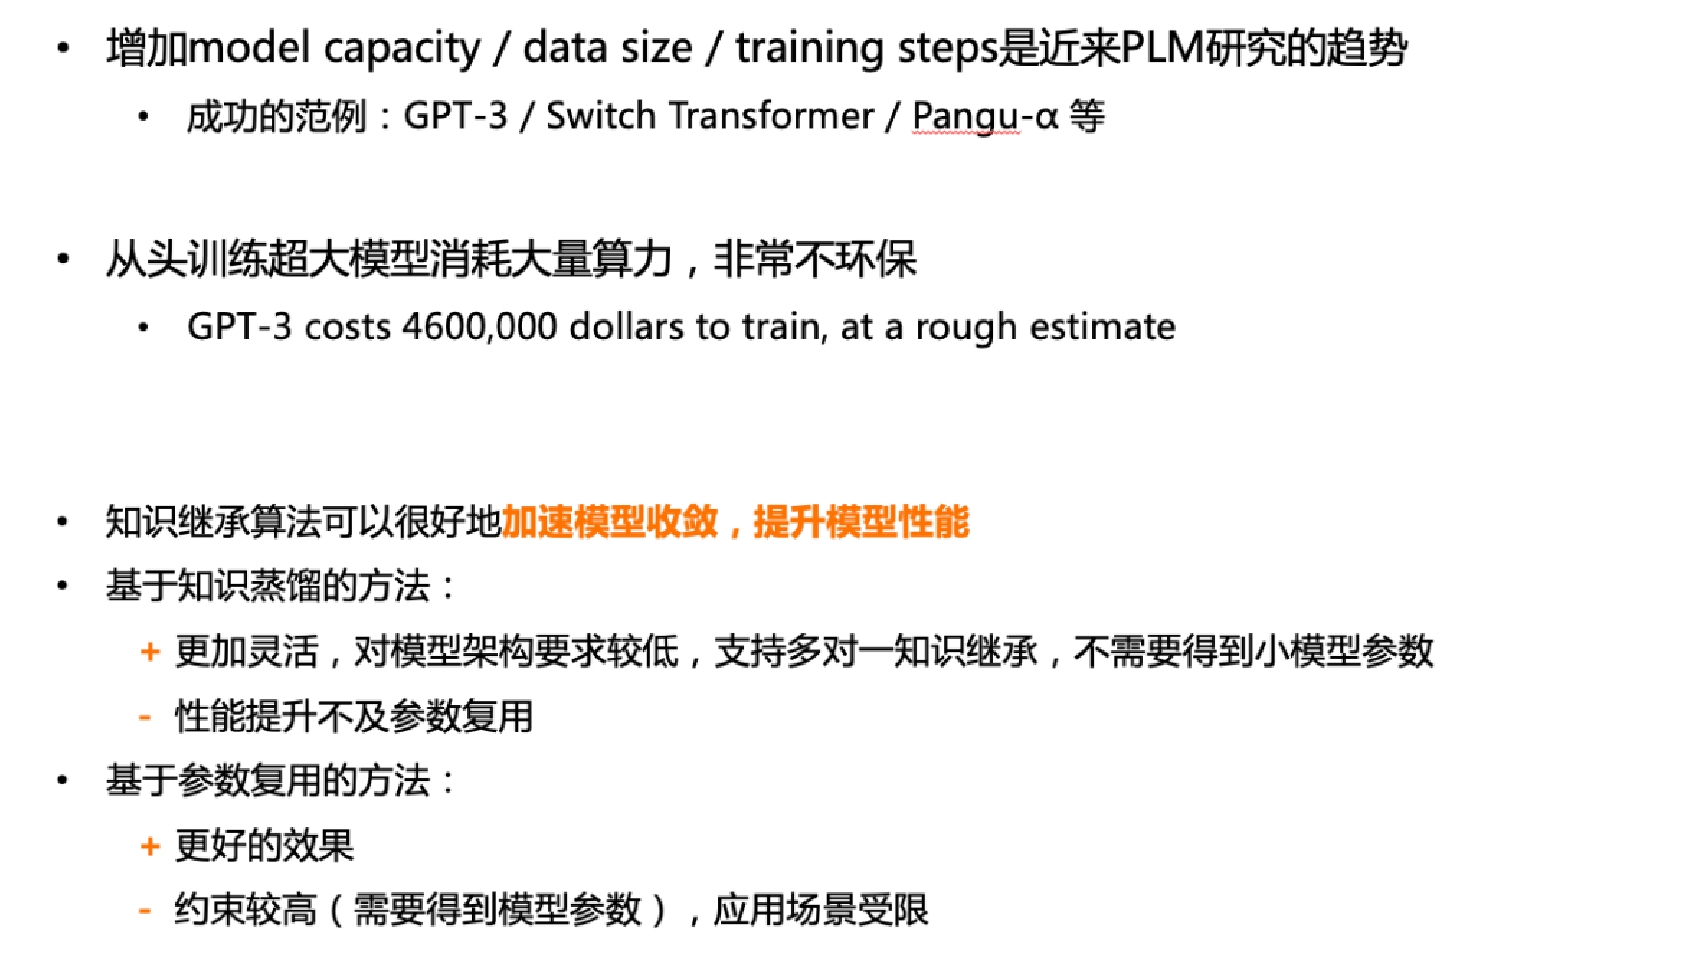 • 增加model capacity / data size / training steps是近来PLM研究的趋势
• 成功的范例：GPT-3 / Switch Transformer / Pangu-α 等
• 从头训练超大模型消耗大量算力，非常不环保
• GPT-3 costs 4600,000 dollars to train, at a rough estimate
• 知识继承算法可以很好地加速模型收敛，提升模型性能
• 基于知识蒸馏的方法：
+ 更加灵活，对模型架构要求较低，支持多对一知识继承，不需要得到小模型参数
- 性能提升不及参数复用
• 基于参数复用的方法：
+ 更好的效果
- 约束较高（需要得到模型参数），应用场景受限